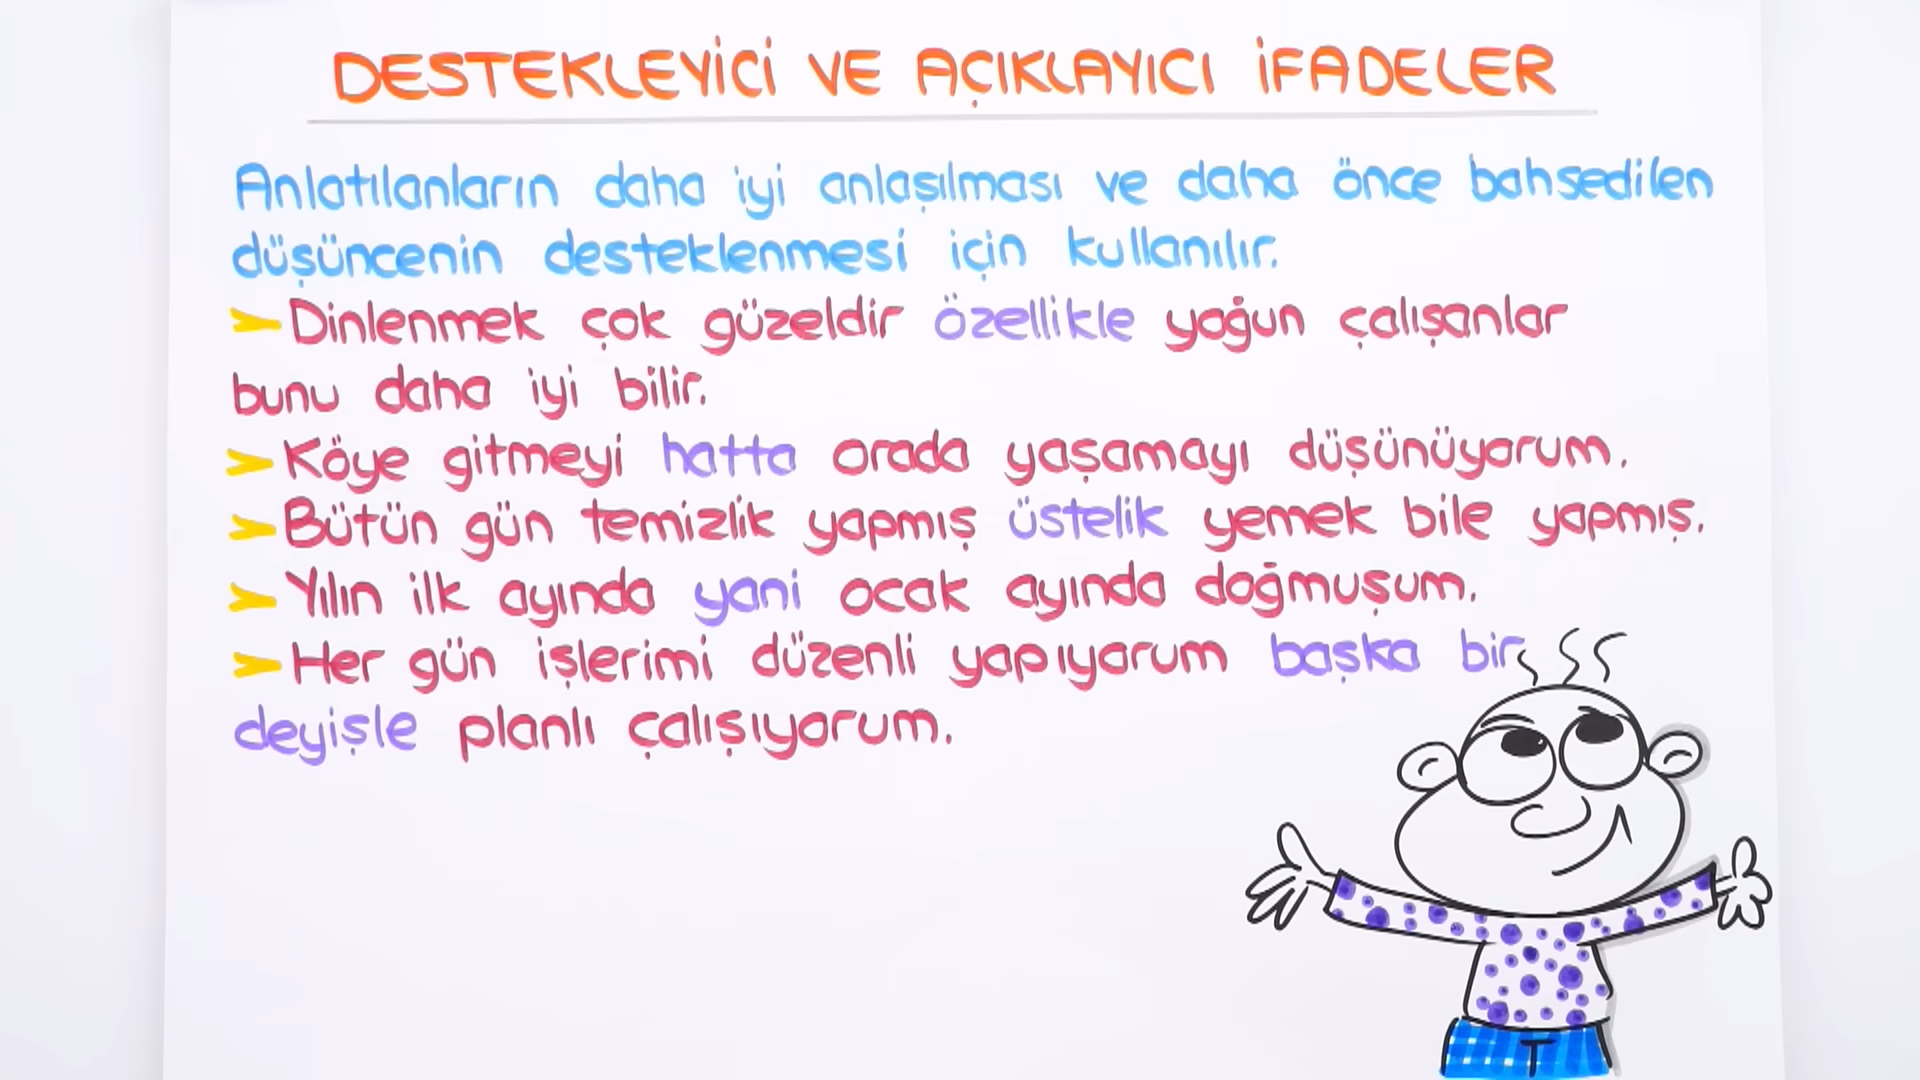 DESTEKLEYİCİ VE AÇIKLAYICI İFADELER
Anlatılanların daha iyi anlaşılması ve daha önce bahsedilen
düşüncenin desteklenmesi için kullanılır.
➤ Dinlenmek çok güzeldir özellikle yoğun çalışanlar
bunu daha iyi bilir.
➤ Köye gitmeyi hatta orada yaşamayı düşünüyorum.
➤ Bütün gün temizlik yapmış üstelik yemek bile yapmış.
➤ Yılın ilk ayında yani ocak ayında doğmuşum.
➤ Her gün işlerimi düzenli yapıyorum başka bir
deyişle planlı çalışıyorum.